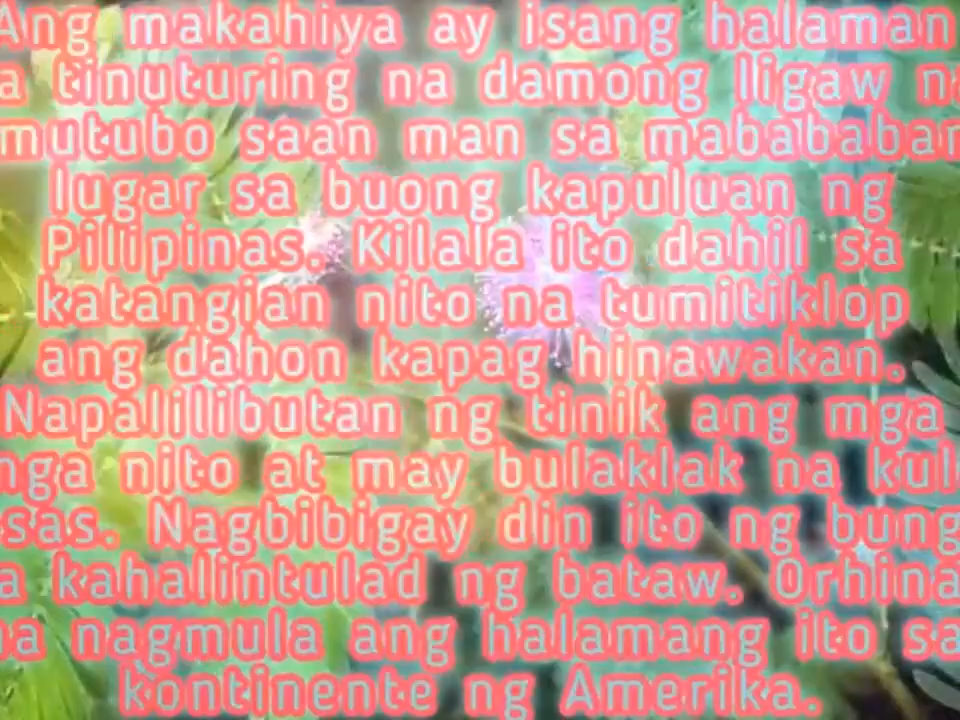 Ang makahiya ay isang halaman
a tinuturing na damong ligaw na
mutubo saan man sa mabababan
lugar sa buong kapuluan ng
Pilipinas. Kilala ito dahil sa
katangian nito na tumitiklop
ang dahon kapag hinawakan.
Napalilibutan ng tinik ang mga
nga nito at may bulaklak na kul
sas. Nagbibigay din ito ng bung
a kahalintulad ng bataw. Orhina
na nagmula ang halamang ito sa
kontinente ng Amerika.